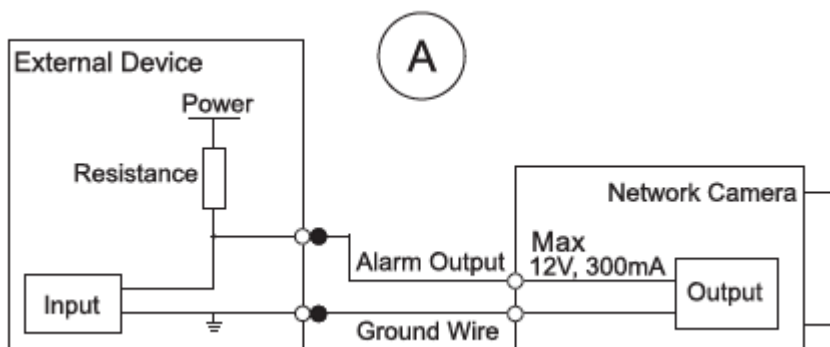 A
External Device
Power
Resistance
Network Camera
Max
12V, 300mA
Alarm Output
Output
Input
Ground Wire